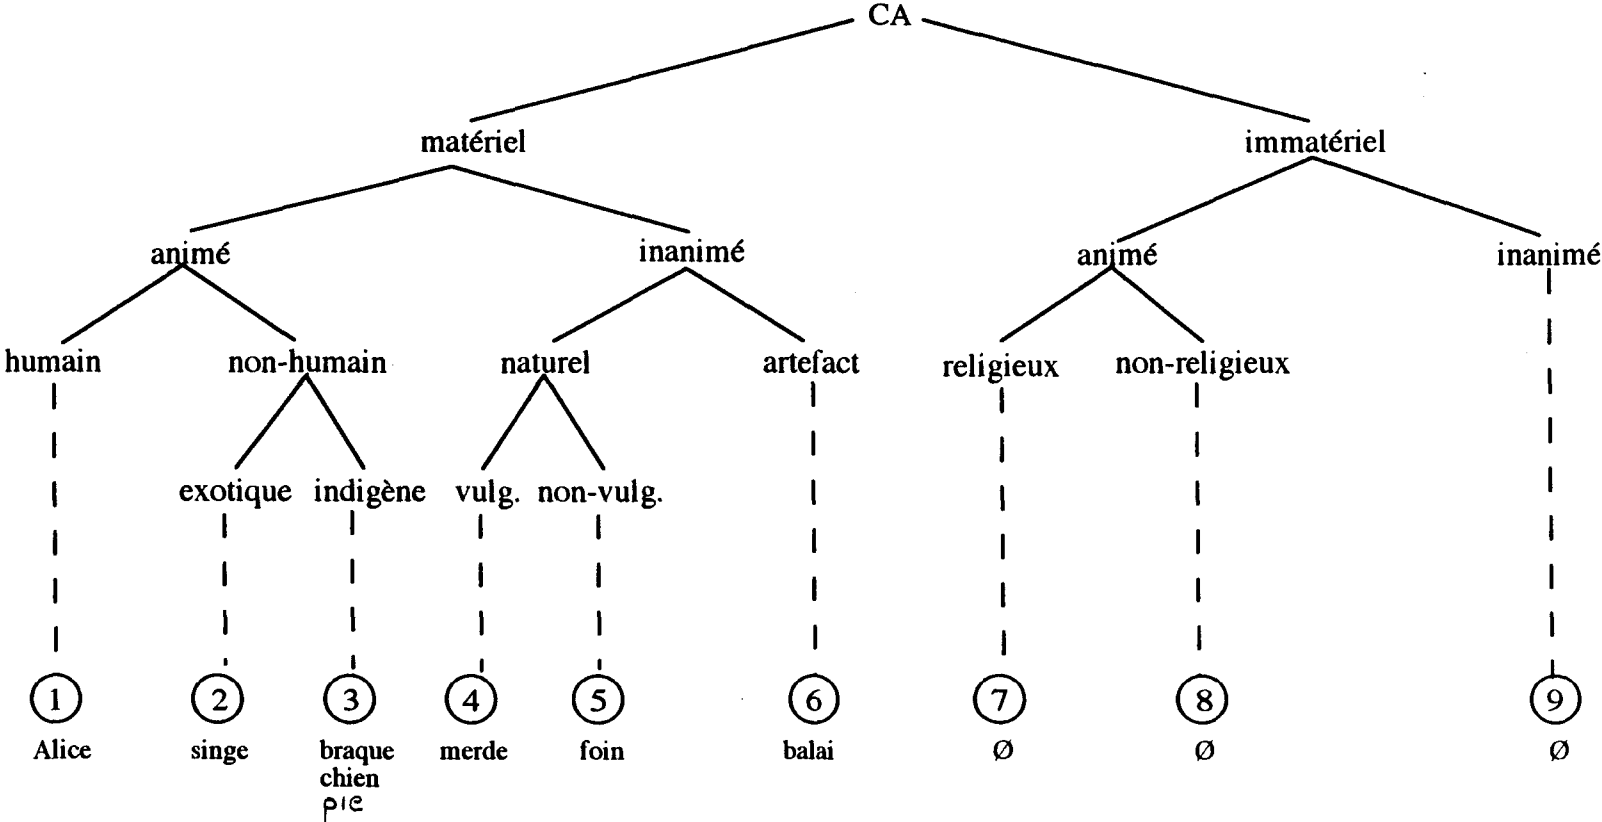 CA
matériel immatériel
animé inanimé animé inanimé
humain non-humain naturel artefact religieux non-religieux
exotique indigène vulg. non-vulg.
1 2 3 4 5 6 7 8 9
Alice singe braque merde foin balai Ø Ø Ø
chien
pie